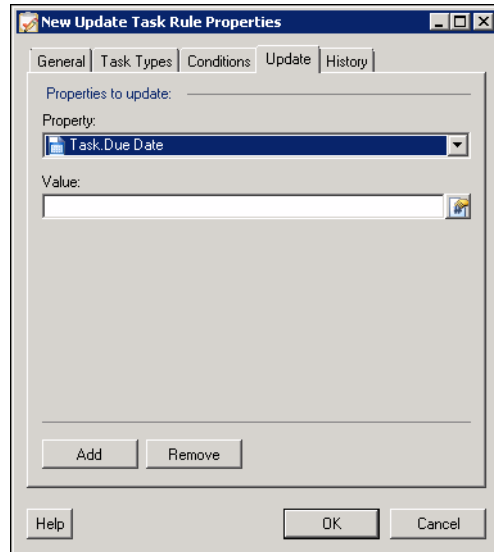 New Update Task Rule Properties
General Task Types Conditions Update History
Properties to update:
Property:
Task.Due Date
Value:
Add Remove
Help OK Cancel